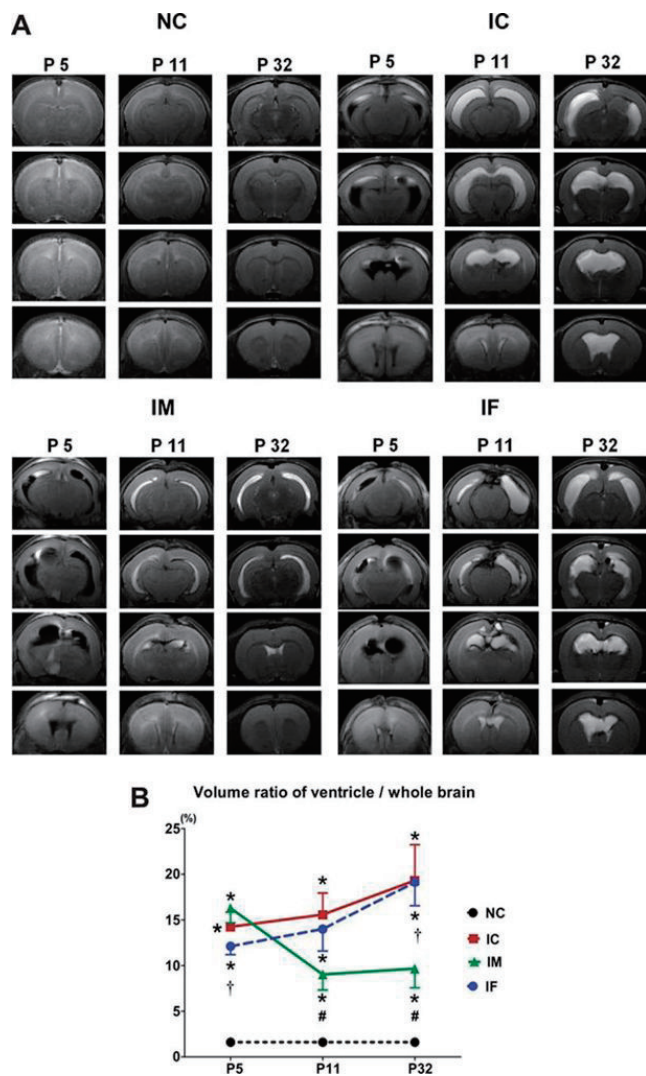 A
NC IC
P 5 P 11 P 32 P 5 P 11 P 32
IM IF
P 5 P 11 P 32 P 5 P 11 P 32
B Volume ratio of ventricle / whole brain
(%)
25
20
15
10
5
0
* * *
* * †
* †
* #
* #
*
*
NC
IC
IM
IF
P5 P11 P32